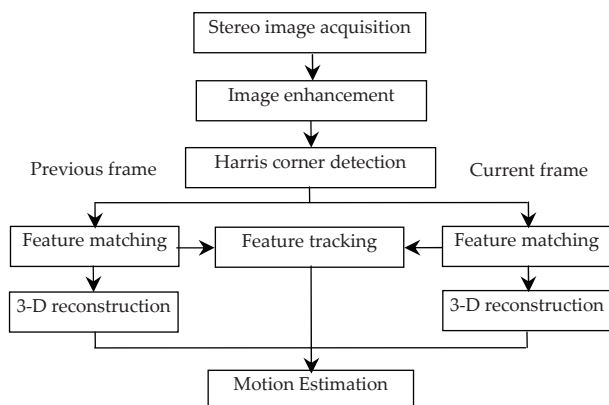 Stereo image acquisition
Image enhancement
Harris corner detection
Previous frame
Current frame
Feature matching
Feature tracking
Feature matching
3-D reconstruction
3-D reconstruction
Motion Estimation